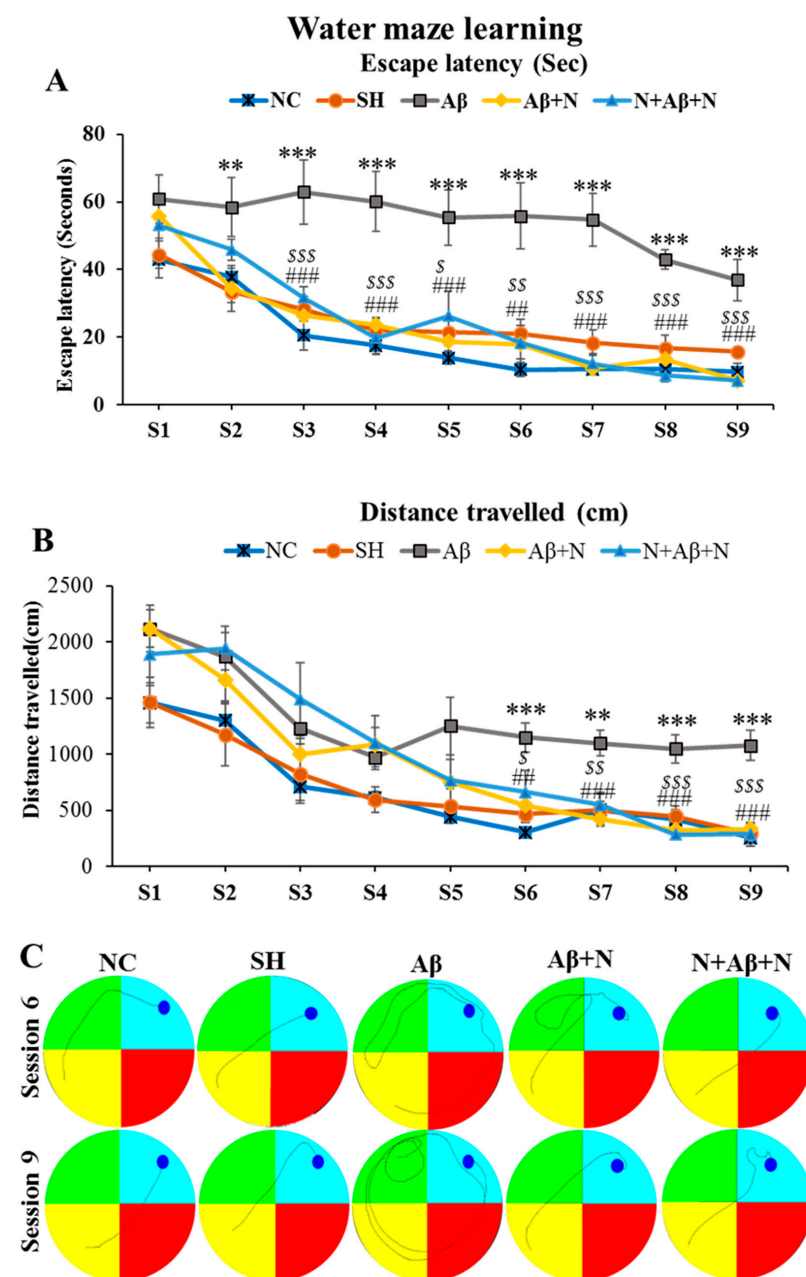 Water maze learning
A
Escape latency (Sec)
NC SH Aβ Aβ+N N+Aβ+N
Escape latency (Seconds)
80
60
40
20
0
** *** *** *** *** *** *** ***
$$$ $$$ $ $$ $$$ $$$ $$$
### ### ### ## ### ### ###
S1 S2 S3 S4 S5 S6 S7 S8 S9
B
Distance travelled (cm)
NC SH Aβ Aβ+N N+Aβ+N
Distance travelled(cm)
2500
2000
1500
1000
500
0
*** ** *** ***
$ $$ $$$ $$$
## ### ### ###
S1 S2 S3 S4 S5 S6 S7 S8 S9
C
NC SH Aβ Aβ+N N+Aβ+N
Session 6
Session 9